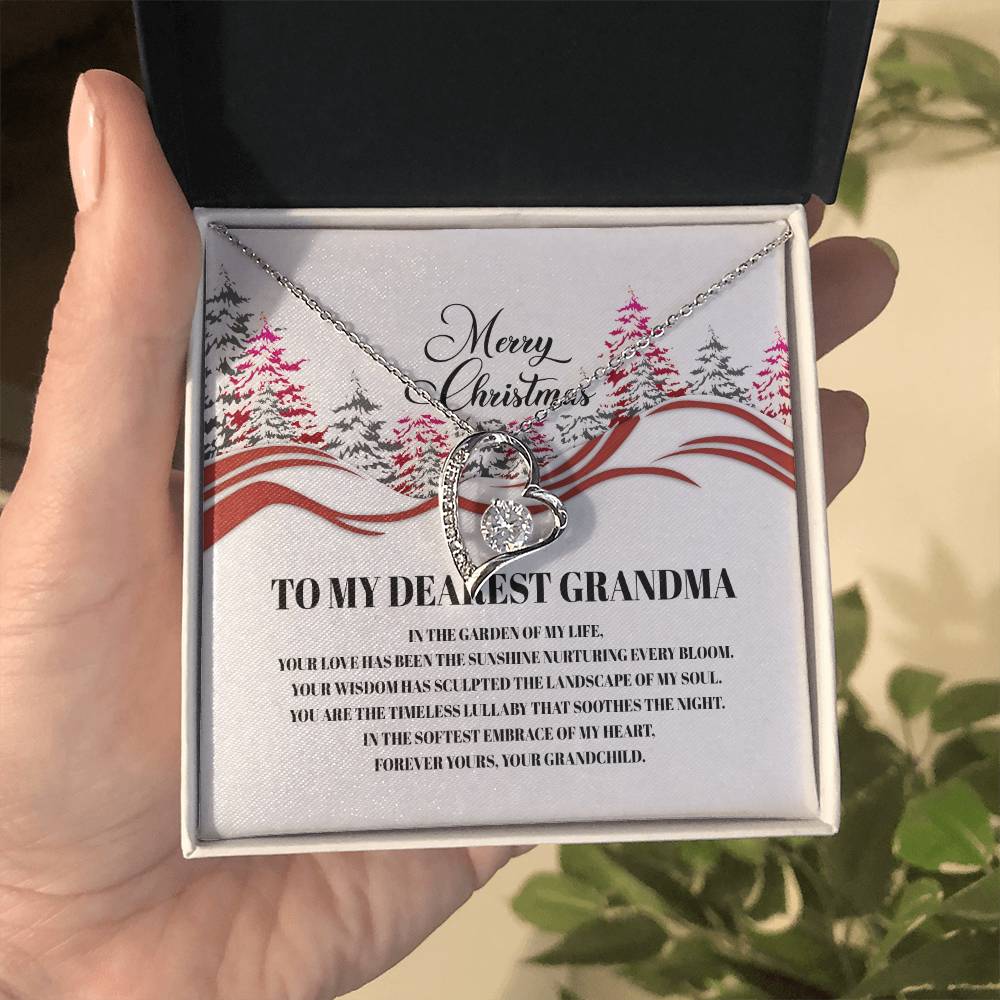 Merry
Christmas
TO MY DEAREST GRANDMA
IN THE GARDEN OF MY LIFE,
YOUR LOVE HAS BEEN THE SUNSHINE NURTURING EVERY BLOOM.
YOUR WISDOM HAS SCULPTED THE LANDSCAPE OF MY SOUL.
YOU ARE THE TIMELESS LULLABY THAT SOOTHES THE NIGHT.
IN THE SOFTEST EMBRACE OF MY HEART,
FOREVER YOURS, YOUR GRANDCHILD.